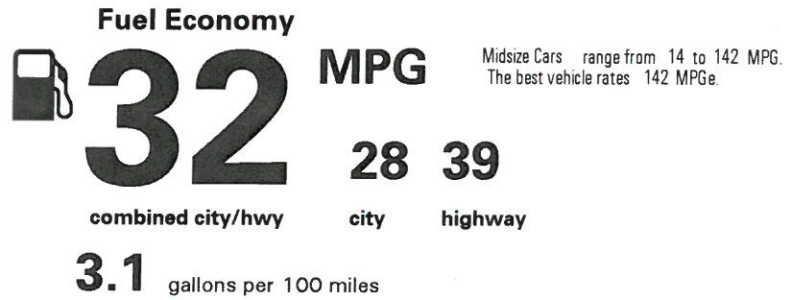 Fuel Economy
32 MPG
Midsize Cars range from 14 to 142 MPG.
The best vehicle rates 142 MPGe.
28 39
combined city/hwy city highway
3.1 gallons per 100 miles